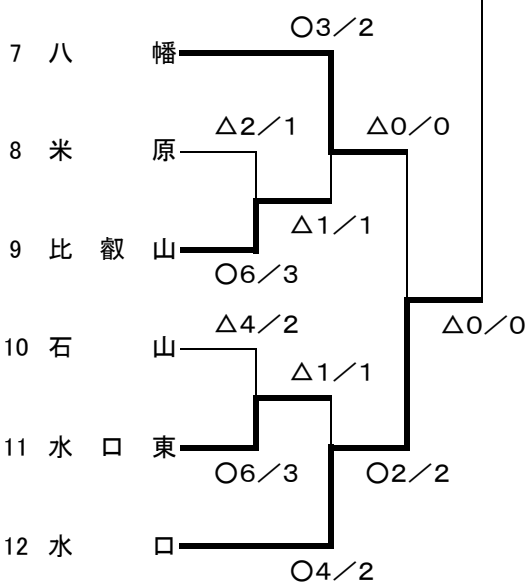 ○3／2
7 八 幡
△2／1 △0／0
8 米 原
△1／1
9 比 叡 山
○6／3
△4／2 △0／0
10 石 山
△1／1
11 水 口 東
○6／3 ○2／2
12 水 口
○4／2